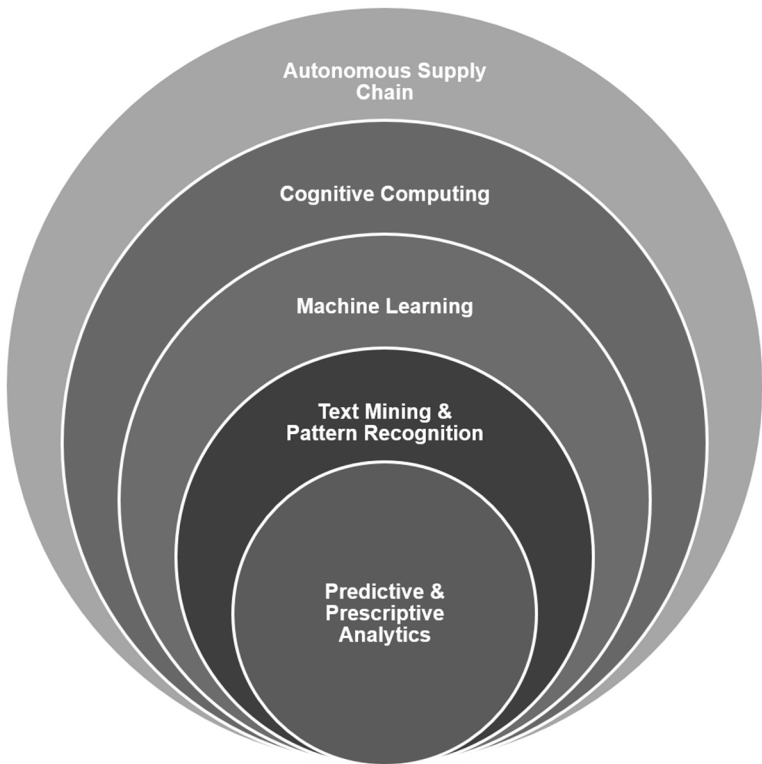 Autonomous Supply
Chain
Cognitive Computing
Machine Learning
Text Mining &
Pattern Recognition
Predictive &
Prescriptive
Analytics